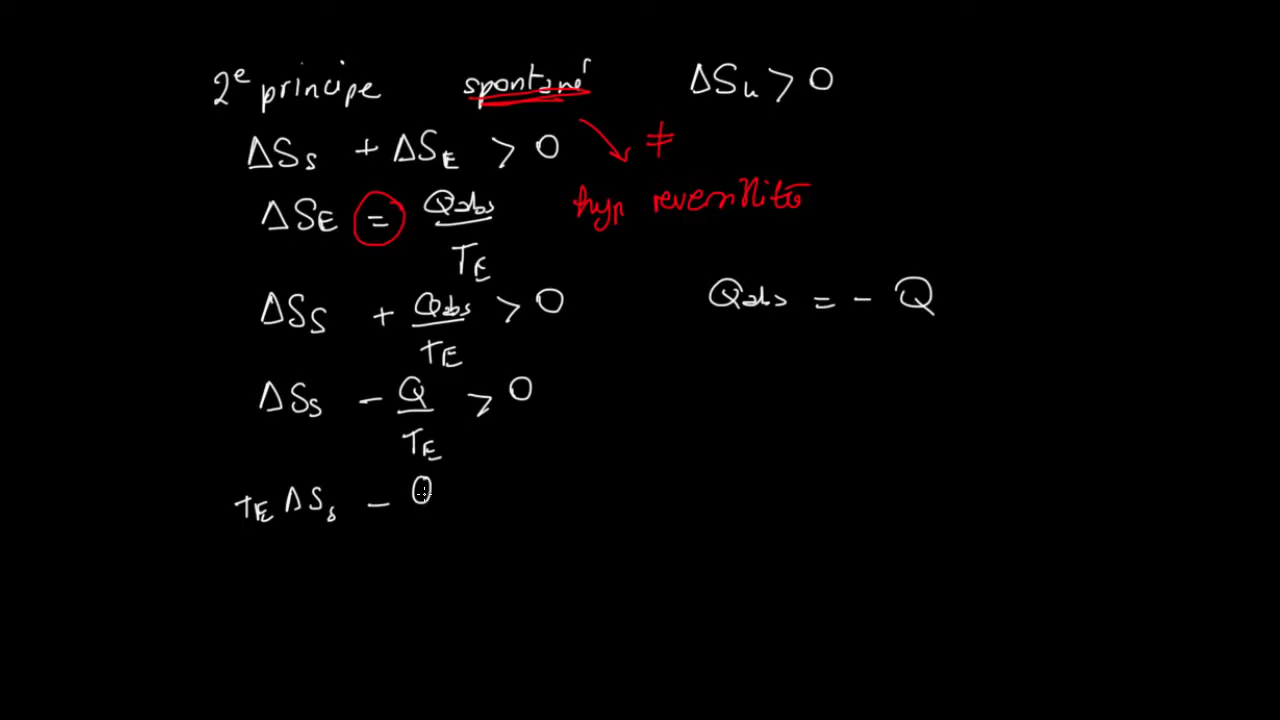 2e principe spontané ΔSu > 0
ΔSS + ΔSE > 0
≠
hyp reversibilité
ΔSE = Qabs/TE
ΔSS + Qabs/TE > 0 Qabs = - Q
ΔSS - Q/TE > 0
TE ΔSS - Q